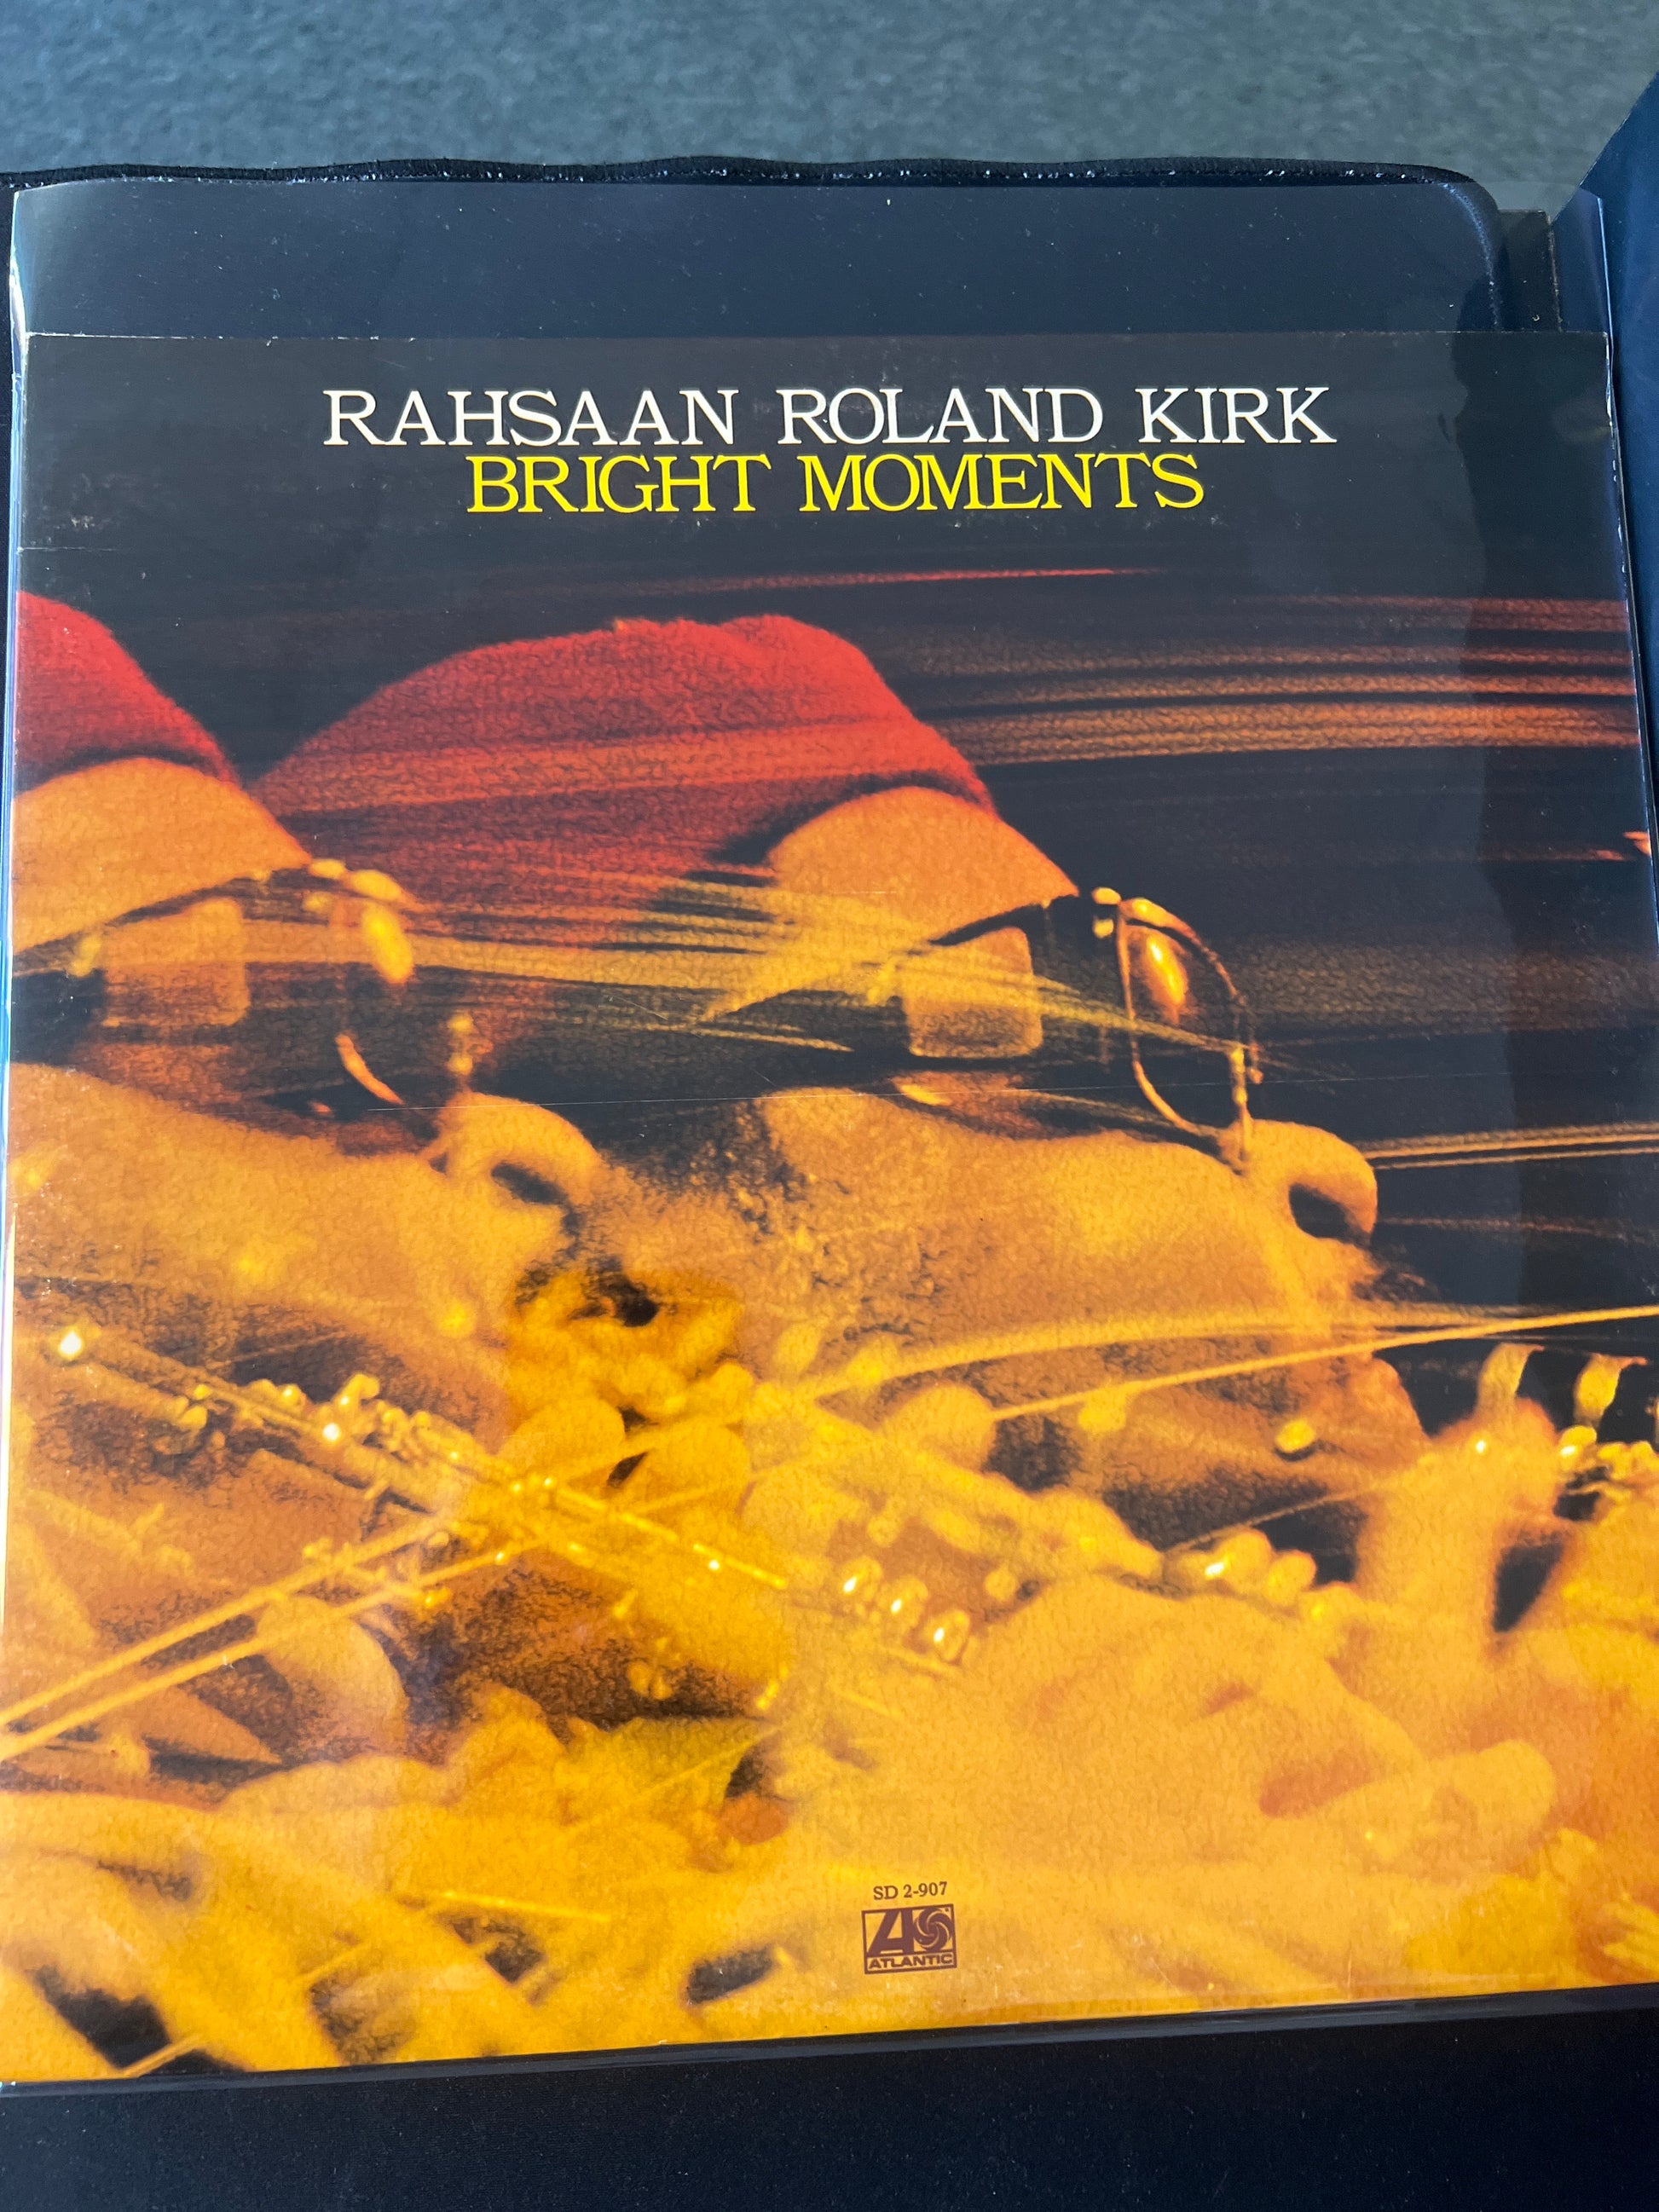 RAHSAAN ROLAND KIRK
BRIGHT MOMENTS
SD 2-907
ATLANTIC